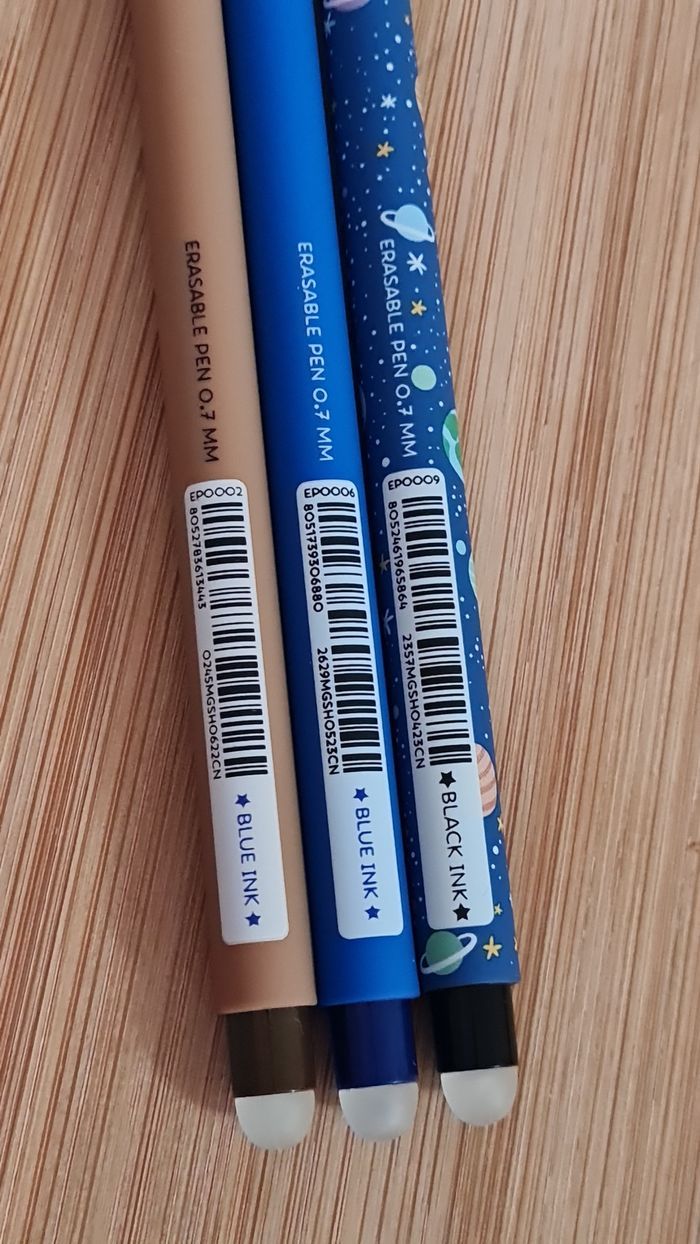 ERASABLE PEN 0.7 MM
EP0002
8052783613443
0245MGSH0622CN
★ BLUE INK ★
ERASABLE PEN 0.7 MM
EP0006
8051739306880
2629MGSH0523CN
★ BLUE INK ★
ERASABLE PEN 0.7 MM
EP0009
8052461965864
2357MGSH0423CN
★BLACK INK★